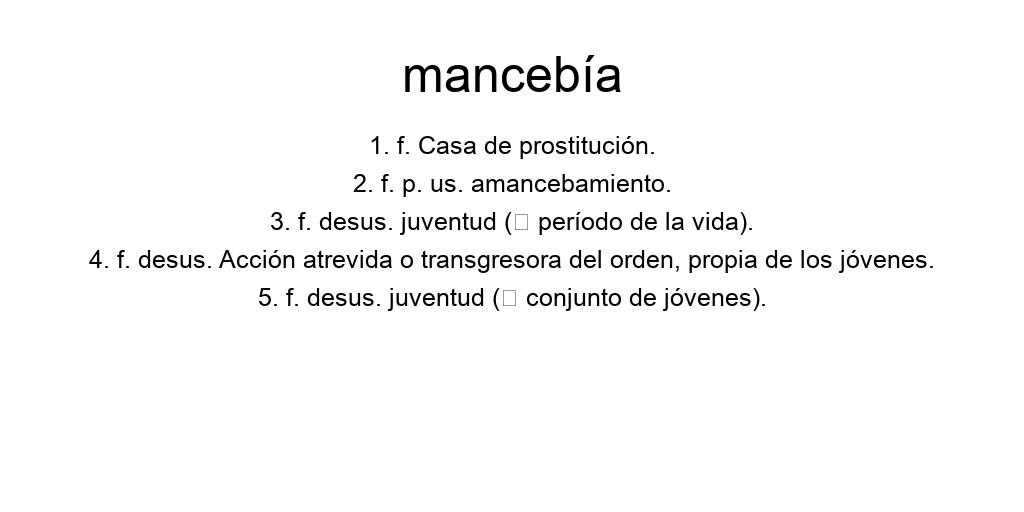 mancebía
1. f. Casa de prostitución.
2. f. p. us. amancebamiento.
3. f. desus. juventud (▯ período de la vida).
4. f. desus. Acción atrevida o transgresora del orden, propia de los jóvenes.
5. f. desus. juventud (▯ conjunto de jóvenes).